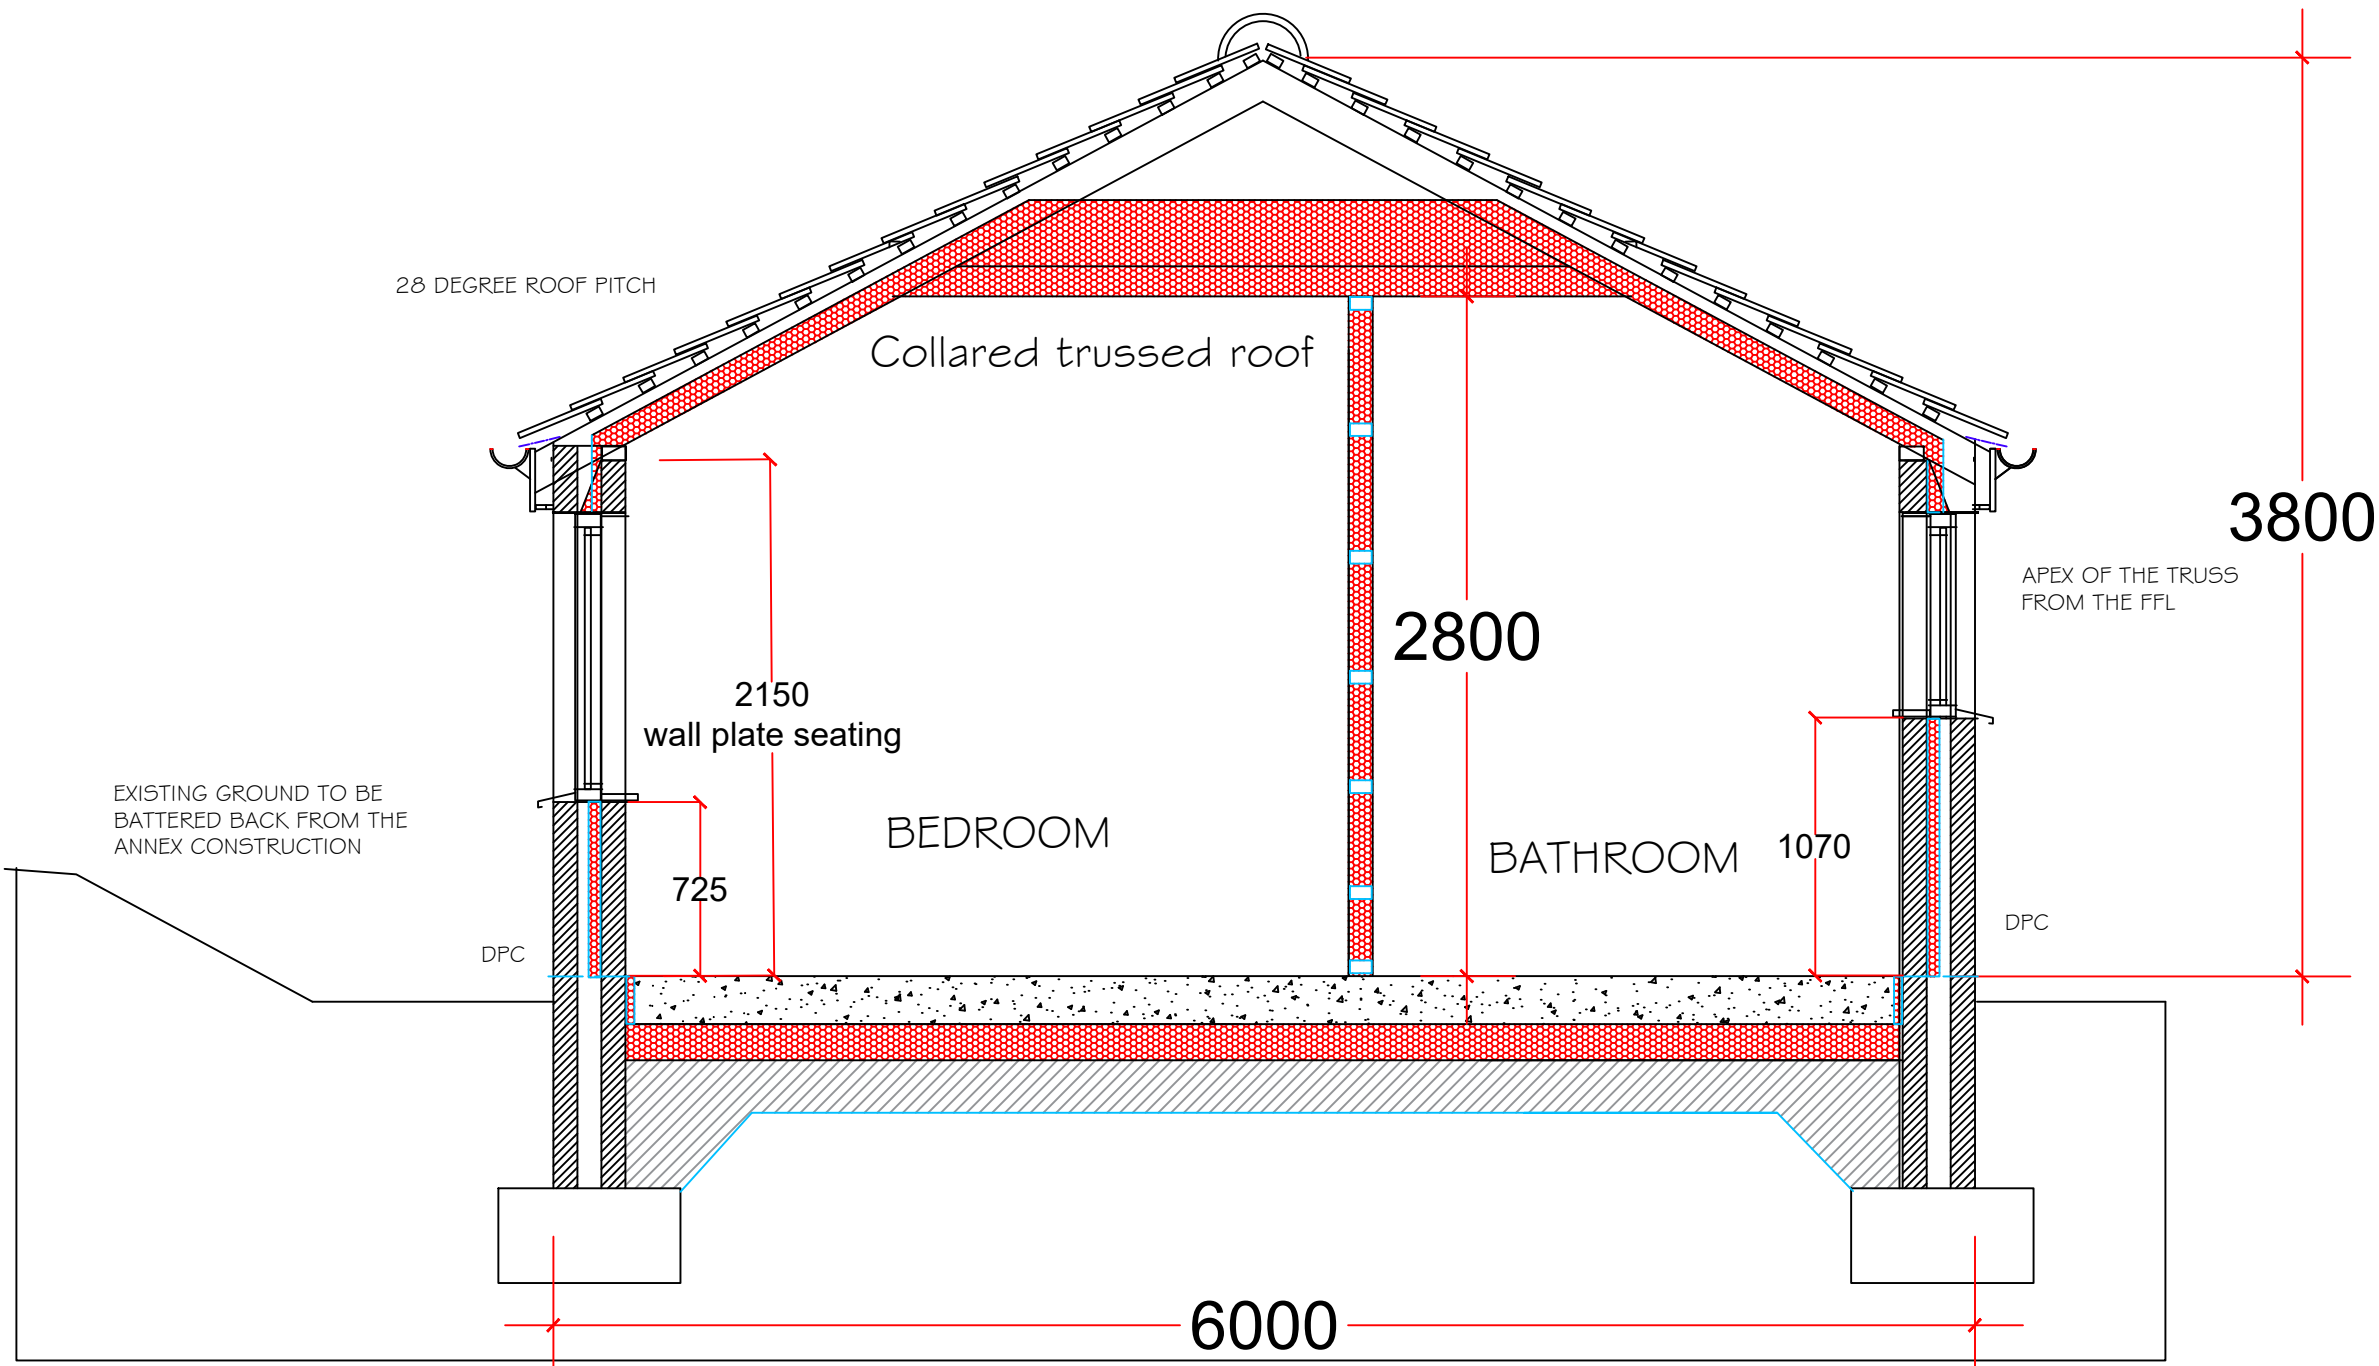 28 DEGREE ROOF PITCH
Collared trussed roof
3800
APEX OF THE TRUSS
FROM THE FFL
2800
2150
wall plate seating
EXISTING GROUND TO BE
BATTERED BACK FROM THE
ANNEX CONSTRUCTION
BEDROOM
BATHROOM
1070
725
DPC
DPC
6000